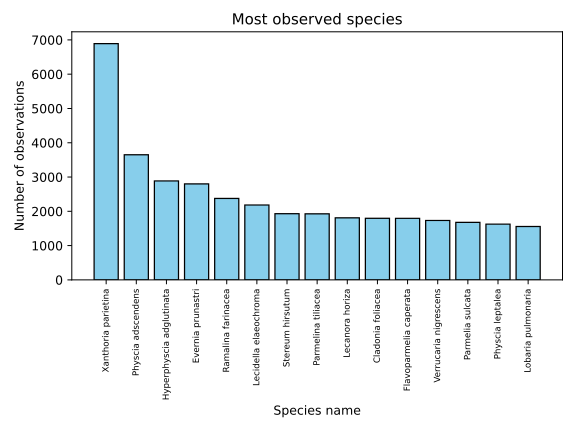 Most observed species
Number of observations
7000
6000
5000
4000
3000
2000
1000
0
Xanthoria parietina
Physcia adscendens
Hyperphyscia adglutinata
Evernia prunastri
Ramalina farinacea
Lecidella elaeochroma
Stereum hirsutum
Parmelina tiliacea
Lecanora horiza
Cladonia foliacea
Flavoparmelia caperata
Verrucaria nigrescens
Parmelia sulcata
Physcia leptalea
Lobaria pulmonaria
Species name